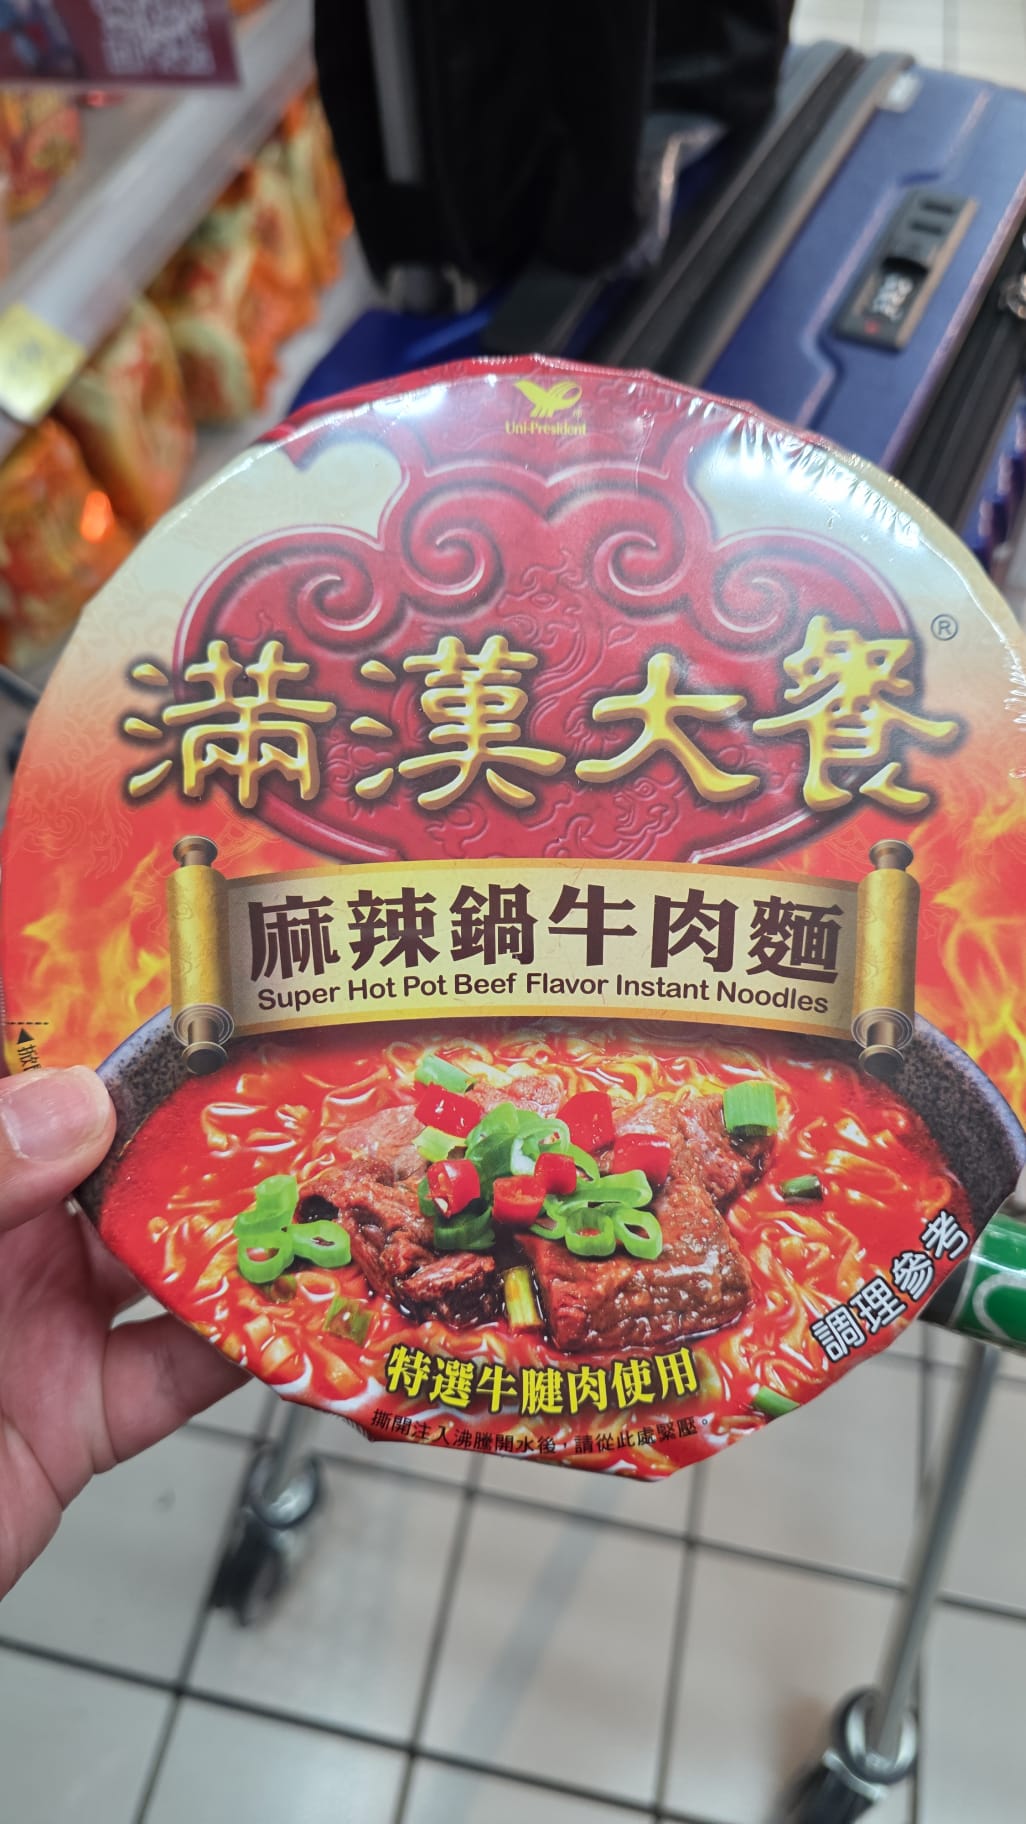 Uni-President
滿漢大餐®
麻辣鍋牛肉麵
Super Hot Pot Beef Flavor Instant Noodles
調理參考
特選牛腱肉使用
撕開注入沸騰開水後，請從此處緊壓。